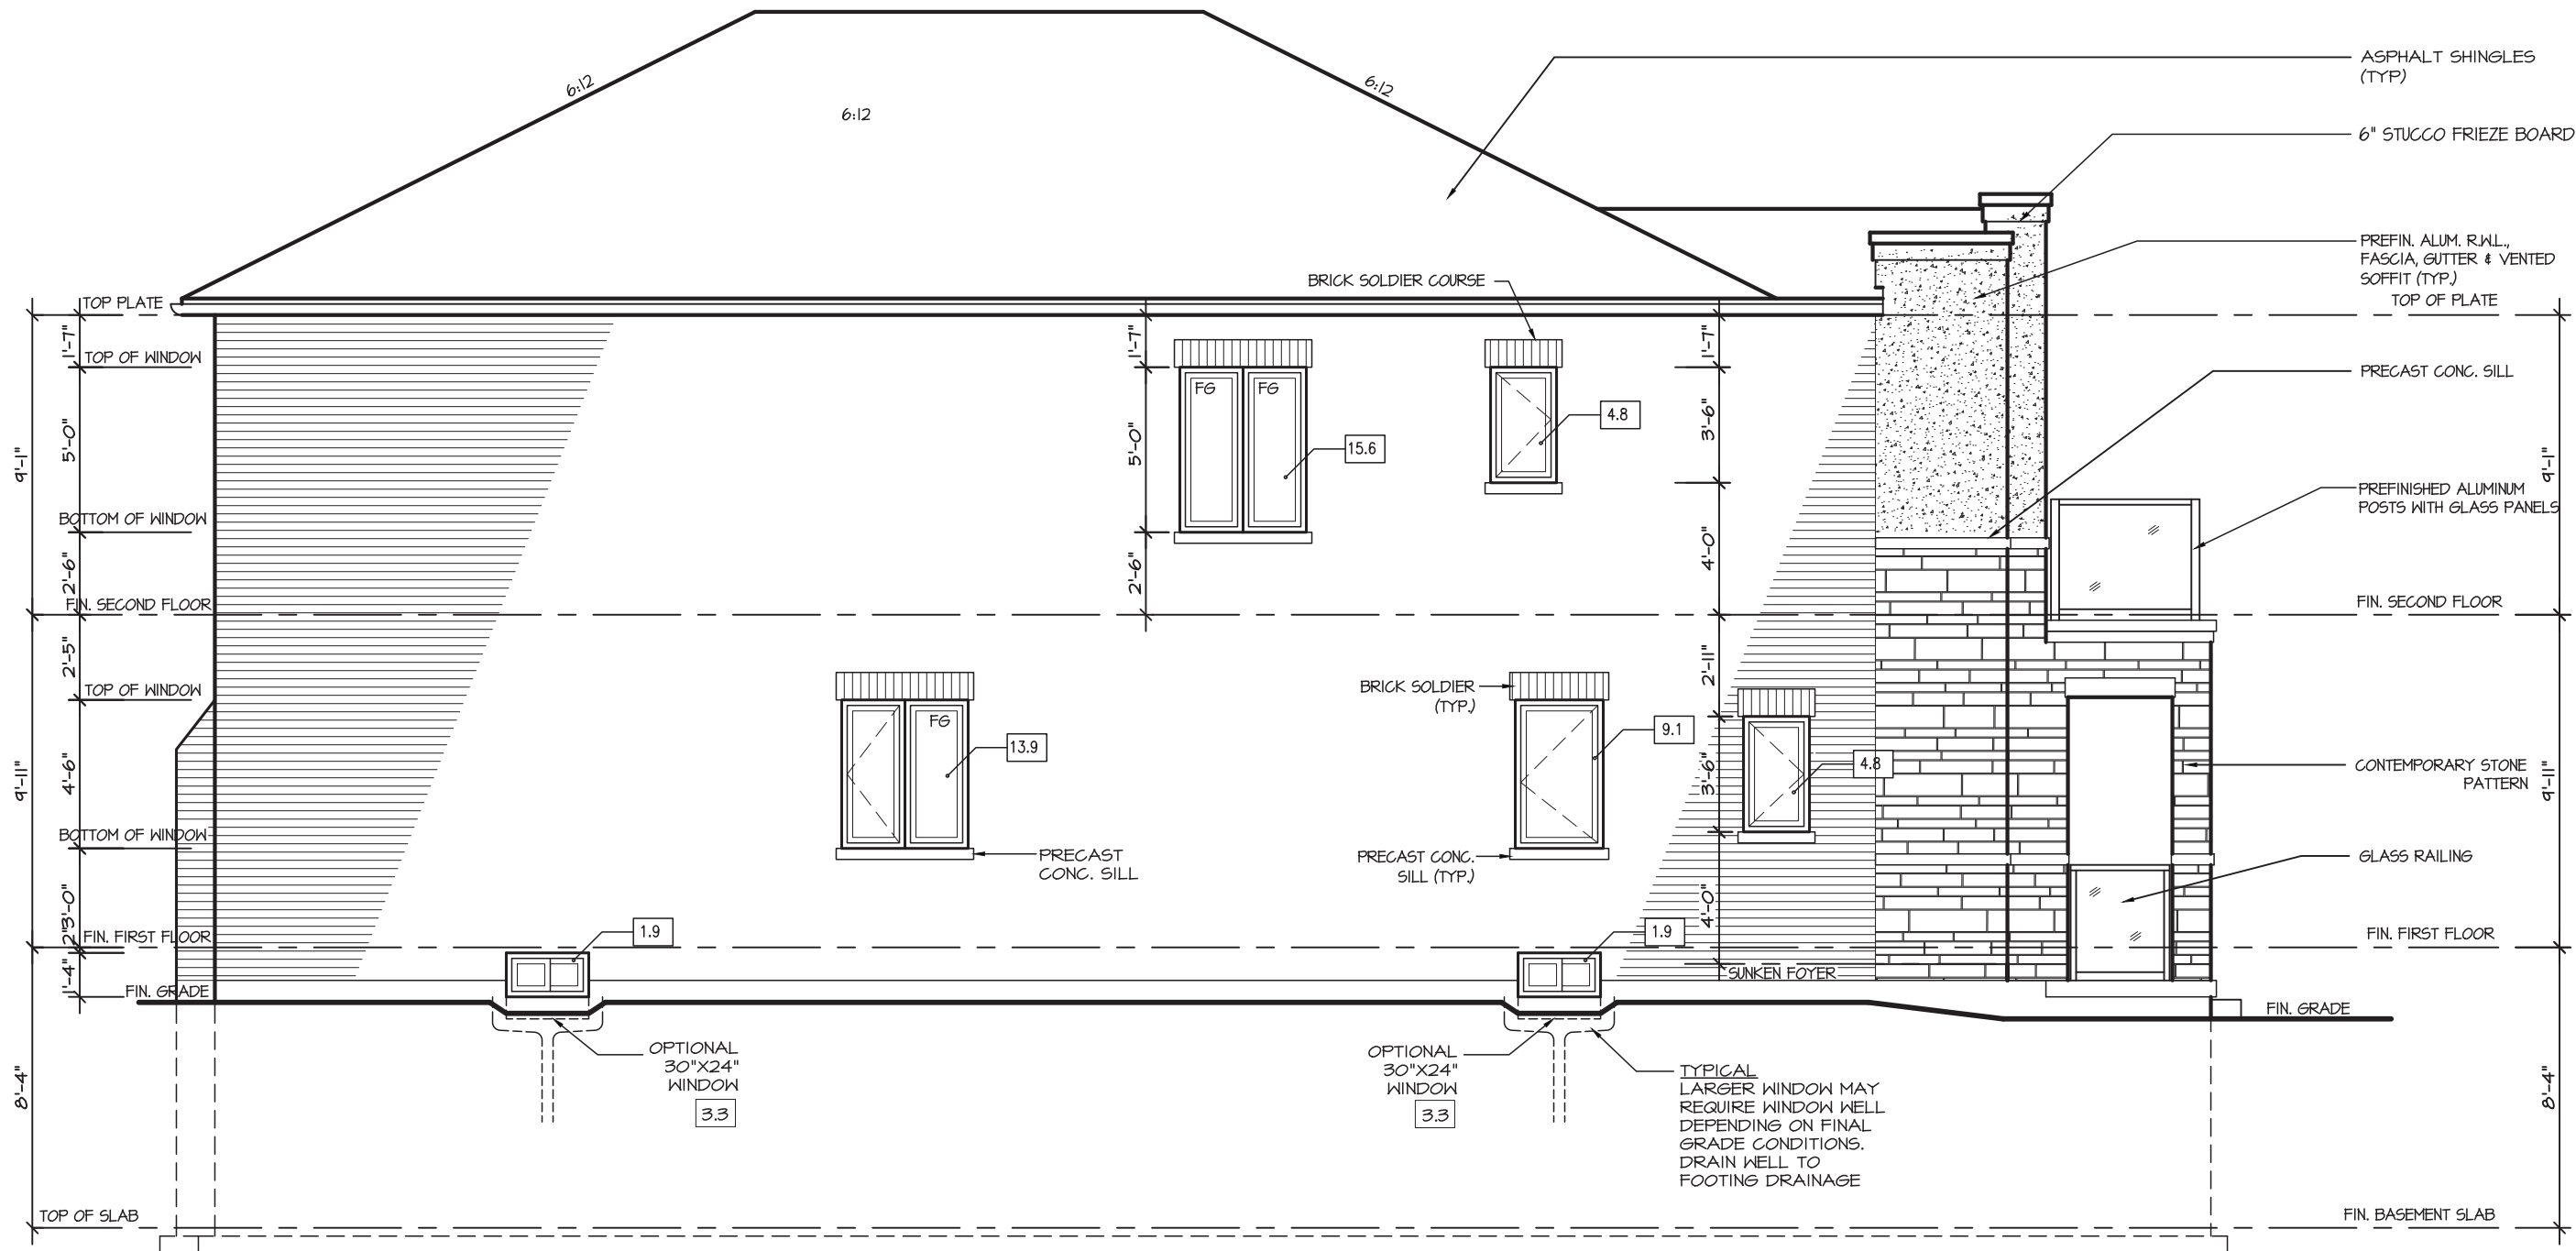 6:12
6:12
6:12
ASPHALT SHINGLES
(TYP)
6" STUCCO FRIEZE BOARD
PREFIN. ALUM. R.W.L.,
FASCIA, GUTTER & VENTED
SOFFIT (TYP.)
BRICK SOLDIER COURSE
TOP PLATE
TOP OF PLATE
1'-7"
1'-7"
1'-7"
TOP OF WINDOW
PRECAST CONC. SILL
FG
FG
4.8
15.6
9'-1"
5'-0"
5'-0"
3'-6"
9'-1"
PREFINISHED ALUMINUM
POSTS WITH GLASS PANELS
BOTTOM OF WINDOW
2'-6"
2'-6"
4'-0"
FIN. SECOND FLOOR
FIN. SECOND FLOOR
2'-5"
2'-11"
TOP OF WINDOW
BRICK SOLDIER
(TYP.)
FG
13.9
9.1
4.8
9'-11"
4'-6"
3'-6"
9'-11"
CONTEMPORARY STONE
PATTERN
BOTTOM OF WINDOW
PRECAST
CONC. SILL
PRECAST CONC.
SILL (TYP.)
GLASS RAILING
3'-0"
4'-0"
1.9
1.9
2"
FIN. FIRST FLOOR
FIN. FIRST FLOOR
1'-4"
SUNKEN FOYER
FIN. GRADE
FIN. GRADE
OPTIONAL
30"X24"
WINDOW
3.3
OPTIONAL
30"X24"
WINDOW
3.3
TYPICAL
LARGER WINDOW MAY
REQUIRE WINDOW WELL
DEPENDING ON FINAL
GRADE CONDITIONS.
DRAIN WELL TO
FOOTING DRAINAGE
8'-4"
8'-4"
TOP OF SLAB
FIN. BASEMENT SLAB